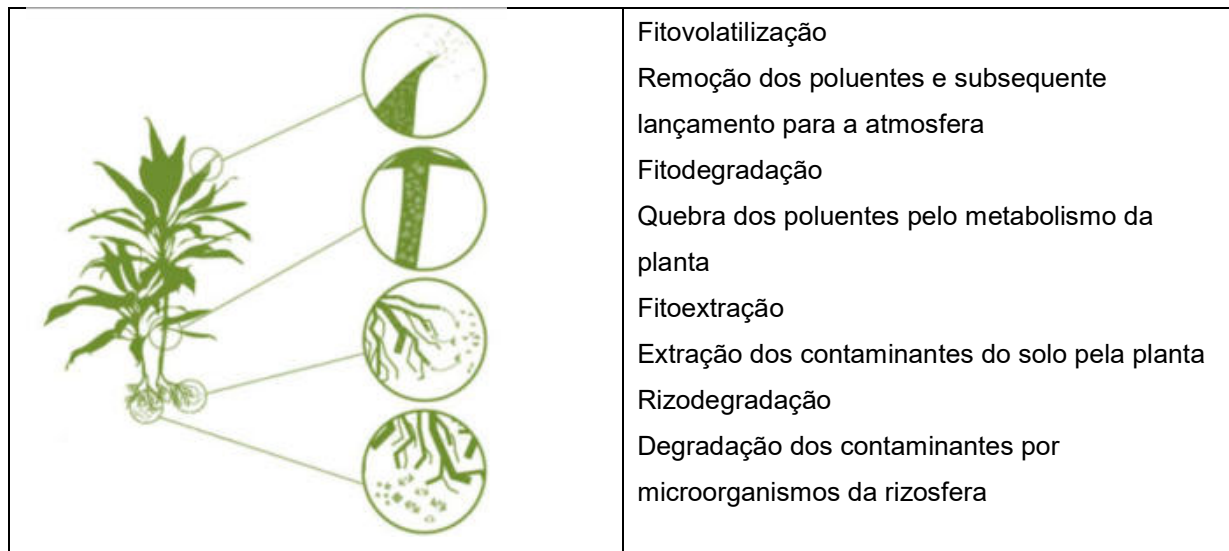 Fitovolatilização
Remoção dos poluentes e subsequente
lançamento para a atmosfera
Fitodegradação
Quebra dos poluentes pelo metabolismo da
planta
Fitoextração
Extração dos contaminantes do solo pela planta
Rizodegradação
Degradação dos contaminantes por
microorganismos da rizosfera